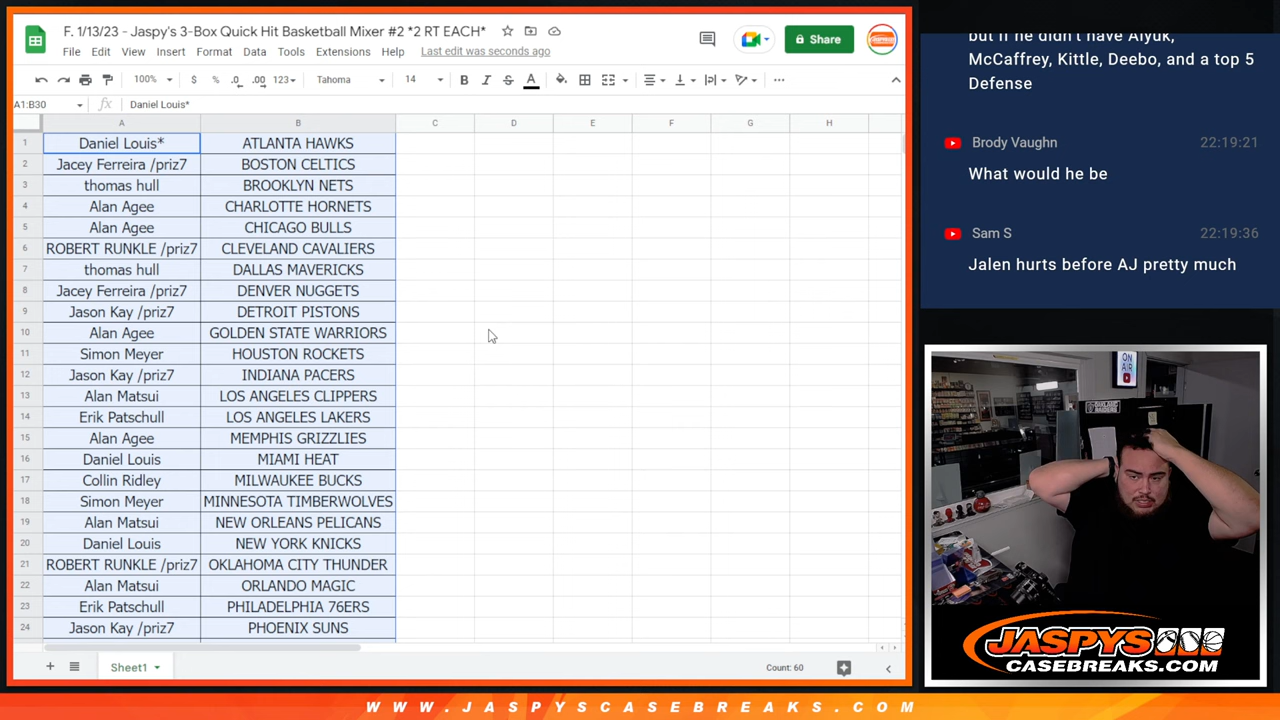 F. 1/13/23 - Jaspy's 3-Box Quick Hit Basketball Mixer #2 *2 RT EACH*
File Edit View Insert Format Data Tools Extensions Help Last edit was seconds ago
Share
100% $ % .0 .00 123 Tahoma 14 B I S A
A1:B30 fx Daniel Louis*
A B C D E F G H
1 Daniel Louis* ATLANTA HAWKS
2 Jacey Ferreira /priz7 BOSTON CELTICS
3 thomas hull BROOKLYN NETS
4 Alan Agee CHARLOTTE HORNETS
5 Alan Agee CHICAGO BULLS
6 ROBERT RUNKLE /priz7 CLEVELAND CAVALIERS
7 thomas hull DALLAS MAVERICKS
8 Jacey Ferreira /priz7 DENVER NUGGETS
9 Jason Kay /priz7 DETROIT PISTONS
10 Alan Agee GOLDEN STATE WARRIORS
11 Simon Meyer HOUSTON ROCKETS
12 Jason Kay /priz7 INDIANA PACERS
13 Alan Matsui LOS ANGELES CLIPPERS
14 Erik Patschull LOS ANGELES LAKERS
15 Alan Agee MEMPHIS GRIZZLIES
16 Daniel Louis MIAMI HEAT
17 Collin Ridley MILWAUKEE BUCKS
18 Simon Meyer MINNESOTA TIMBERWOLVES
19 Alan Matsui NEW ORLEANS PELICANS
20 Daniel Louis NEW YORK KNICKS
21 ROBERT RUNKLE /priz7 OKLAHOMA CITY THUNDER
22 Alan Matsui ORLANDO MAGIC
23 Erik Patschull PHILADELPHIA 76ERS
24 Jason Kay /priz7 PHOENIX SUNS
Sheet1
Count: 60
but if he didn't have Aiyuk,
McCaffrey, Kittle, Deebo, and a top 5
Defense
Brody Vaughn 22:19:21
What would he be
Sam S 22:19:36
Jalen hurts before AJ pretty much
ON
AIR
JASPYS
CASEBREAKS.COM
WWW.JASPYSCASEBREAKS.COM